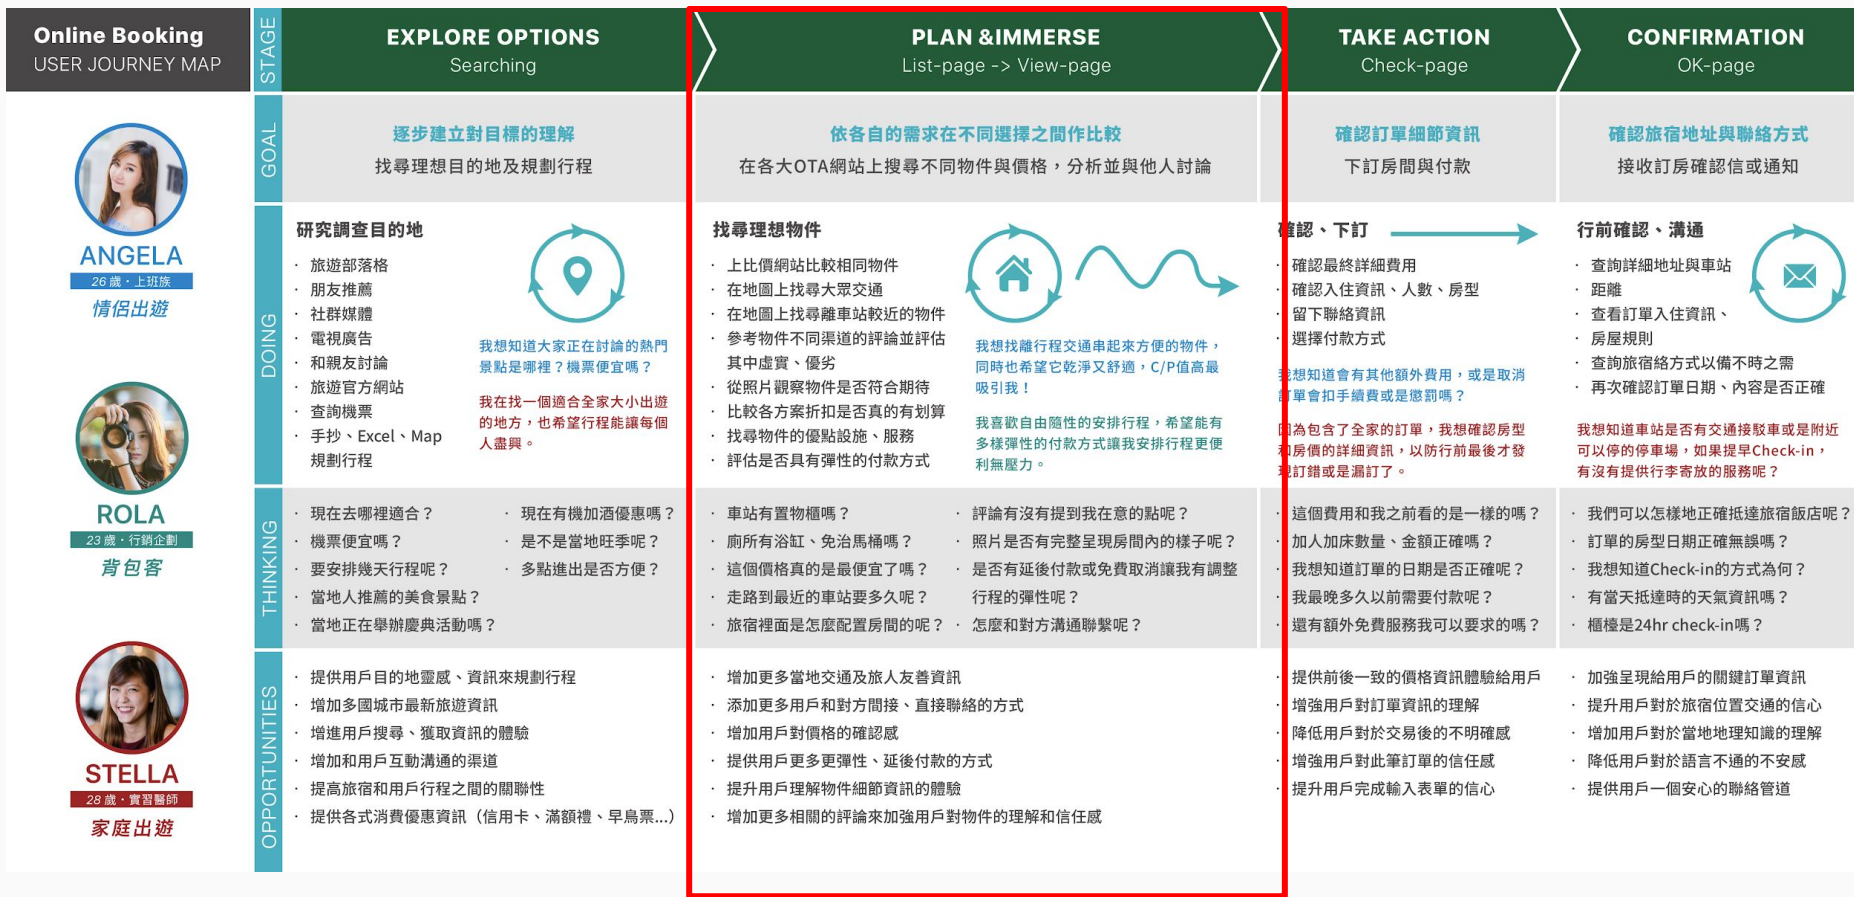 Online Booking
USER JOURNEY MAP
STAGE
EXPLORE OPTIONS
Searching
PLAN &IMMERSE
List-page -> View-page
TAKE ACTION
Check-page
CONFIRMATION
OK-page
ANGELA
26 歲・上班族
情侶出遊
ROLA
23 歲・行銷企劃
背包客
STELLA
28 歲・實習醫師
家庭出遊
GOAL
逐步建立對目標的理解
找尋理想目的地及規劃行程
依各自的需求在不同選擇之間作比較
在各大OTA網站上搜尋不同物件與價格，分析並與他人討論
確認訂單細節資訊
下訂房間與付款
確認旅宿地址與聯絡方式
接收訂房確認信或通知
DOING
研究調查目的地
· 旅遊部落格
· 朋友推薦
· 社群媒體
· 電視廣告
· 和親友討論
· 旅遊官方網站
· 查詢機票
· 手抄、Excel、Map
規劃行程
我想知道大家正在討論的熱門
景點是哪裡？機票便宜嗎？
我在找一個適合全家大小出遊
的地方，也希望行程能讓每個
人盡興。
找尋理想物件
· 上比價網站比較相同物件
· 在地圖上找尋大眾交通
· 在地圖上找尋離車站較近的物件
· 參考物件不同渠道的評論並評估
其中虛實、優劣
· 從照片觀察物件是否符合期待
· 比較各方案折扣是否真的有划算
· 找尋物件的優點設施、服務
· 評估是否具有彈性的付款方式
我想找離行程交通串起來方便的物件，
同時也希望它乾淨又舒適，C/P值高最
吸引我！
我喜歡自由隨性的安排行程，希望能有
多樣彈性的付款方式讓我安排行程更便
利無壓力。
確認、下訂
· 確認最終詳細費用
· 確認入住資訊、人數、房型
· 留下聯絡資訊
· 選擇付款方式
我想知道會有其他額外費用，或是取消
訂單會扣手續費或是懲罰嗎？
因為包含了全家的訂單，我想確認房型
和房價的詳細資訊，以防行前最後才發
現訂錯或是漏訂了。
行前確認、溝通
· 查詢詳細地址與車站
· 距離
· 查看訂單入住資訊、
· 房屋規則
· 查詢旅宿絡方式以備不時之需
· 再次確認訂單日期、內容是否正確
我想知道車站是否有交通接駁車或是附近
可以停的停車場，如果提早Check-in，
有沒有提供行李寄放的服務呢？
THINKING
· 現在去哪裡適合？
· 機票便宜嗎？
· 要安排幾天行程呢？
· 當地人推薦的美食景點？
· 當地正在舉辦慶典活動嗎？
· 現在有機加酒優惠嗎？
· 是不是當地旺季呢？
· 多點進出是否方便？
· 車站有置物櫃嗎？
· 廁所有浴缸、免治馬桶嗎？
· 這個價格真的是最便宜了嗎？
· 走路到最近的車站要多久呢？
· 旅宿裡面是怎麼配置房間的呢？
· 評論有沒有提到我在意的點呢？
· 照片是否有完整呈現房間內的樣子呢？
· 是否有延後付款或免費取消讓我有調整
行程的彈性呢？
· 怎麼和對方溝通聯繫呢？
· 這個費用和我之前看的是一樣的嗎？
· 加人加床數量、金額正確嗎？
· 我想知道訂單的日期是否正確呢？
· 我最晚多久以前需要付款呢？
· 還有額外免費服務我可以要求的嗎？
· 我們可以怎樣地正確抵達旅宿飯店呢？
· 訂單的房型日期正確無誤嗎？
· 我想知道Check-in的方式為何？
· 有當天抵達時的天氣資訊嗎？
· 櫃檯是24hr check-in嗎？
OPPORTUNITIES
· 提供用戶目的地靈感、資訊來規劃行程
· 增加多國城市最新旅遊資訊
· 增進用戶搜尋、獲取資訊的體驗
· 增加和用戶互動溝通的渠道
· 提高旅宿和用戶行程之間的關聯性
· 提供各式消費優惠資訊（信用卡、滿額禮、早鳥票...）
· 增加更多當地交通及旅人友善資訊
· 添加更多用戶和對方間接、直接聯絡的方式
· 增加用戶對價格的確認感
· 提供用戶更多更彈性、延後付款的方式
· 提升用戶理解物件細節資訊的體驗
· 增加更多相關的評論來加強用戶對物件的理解和信任感
· 提供前後一致的價格資訊體驗給用戶
· 增強用戶對訂單資訊的理解
· 降低用戶對於交易後的不明確感
· 增強用戶對此筆訂單的信任感
· 提升用戶完成輸入表單的信心
· 加強呈現給用戶的關鍵訂單資訊
· 提升用戶對於旅宿位置交通的信心
· 增加用戶對於當地地理知識的理解
· 降低用戶對於語言不通的不安感
· 提供用戶一個安心的聯絡管道